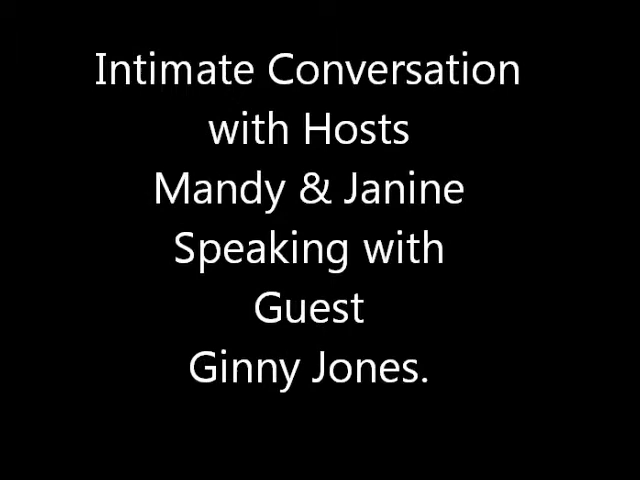 Intimate Conversation
with Hosts
Mandy & Janine
Speaking with
Guest
Ginny Jones.